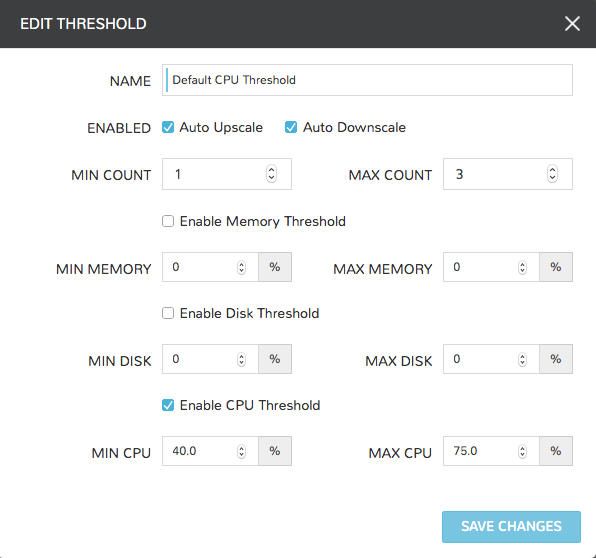 EDIT THRESHOLD
NAME Default CPU Threshold
ENABLED Auto Upscale Auto Downscale
MIN COUNT 1 MAX COUNT 3
Enable Memory Threshold
MIN MEMORY 0 % MAX MEMORY 0 %
Enable Disk Threshold
MIN DISK 0 % MAX DISK 0 %
Enable CPU Threshold
MIN CPU 40.0 % MAX CPU 75.0 %
SAVE CHANGES